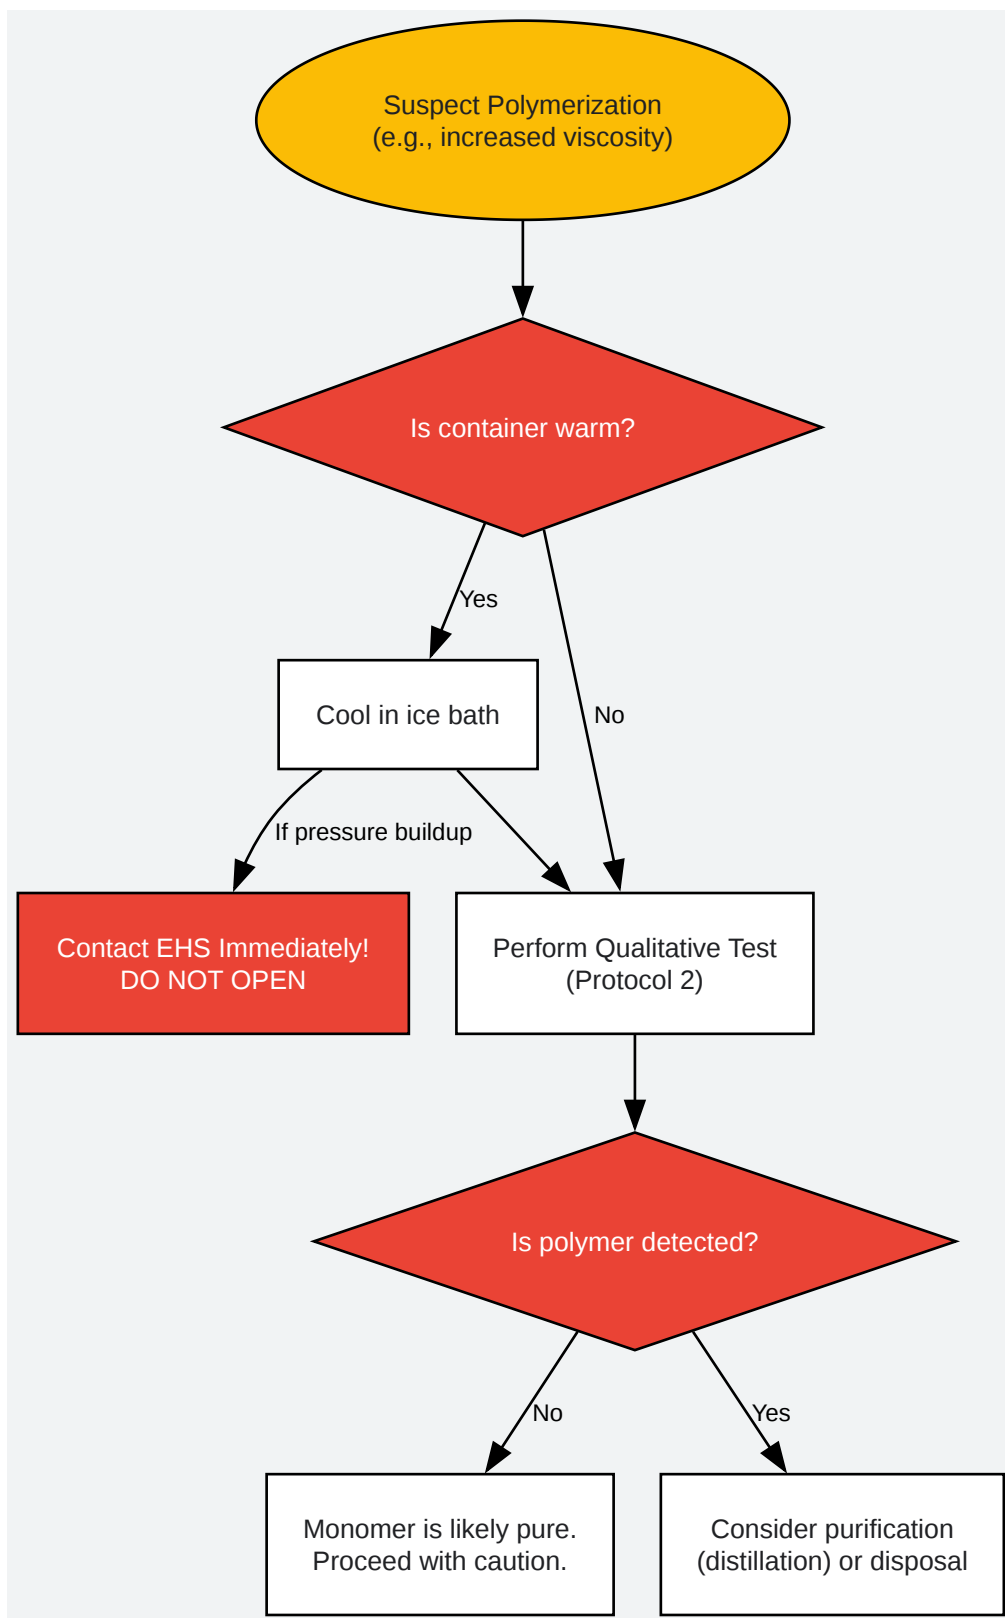 Suspect Polymerization
(e.g., increased viscosity)
Is container warm?
Yes
Cool in ice bath
No
If pressure buildup
Contact EHS Immediately!
DO NOT OPEN
Perform Qualitative Test
(Protocol 2)
Is polymer detected?
No
Yes
Monomer is likely pure.
Proceed with caution.
Consider purification
(distillation) or disposal